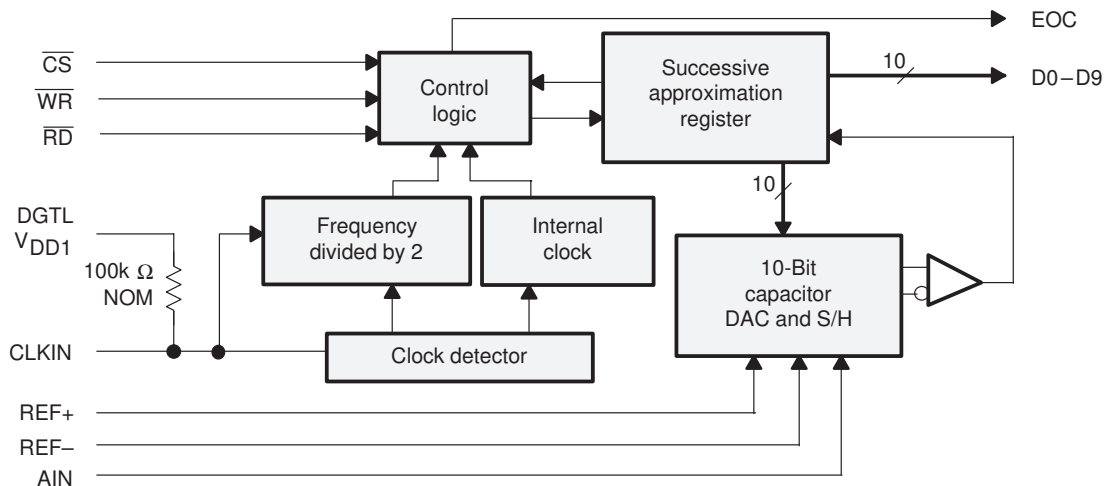 EOC
CS
WR
RD
Control
logic
Successive
approximation
register
10
D0–D9
10
DGTL
VDD1
100k Ω
NOM
Frequency
divided by 2
Internal
clock
10-Bit
capacitor
DAC and S/H
CLKIN
Clock detector
REF+
REF–
AIN